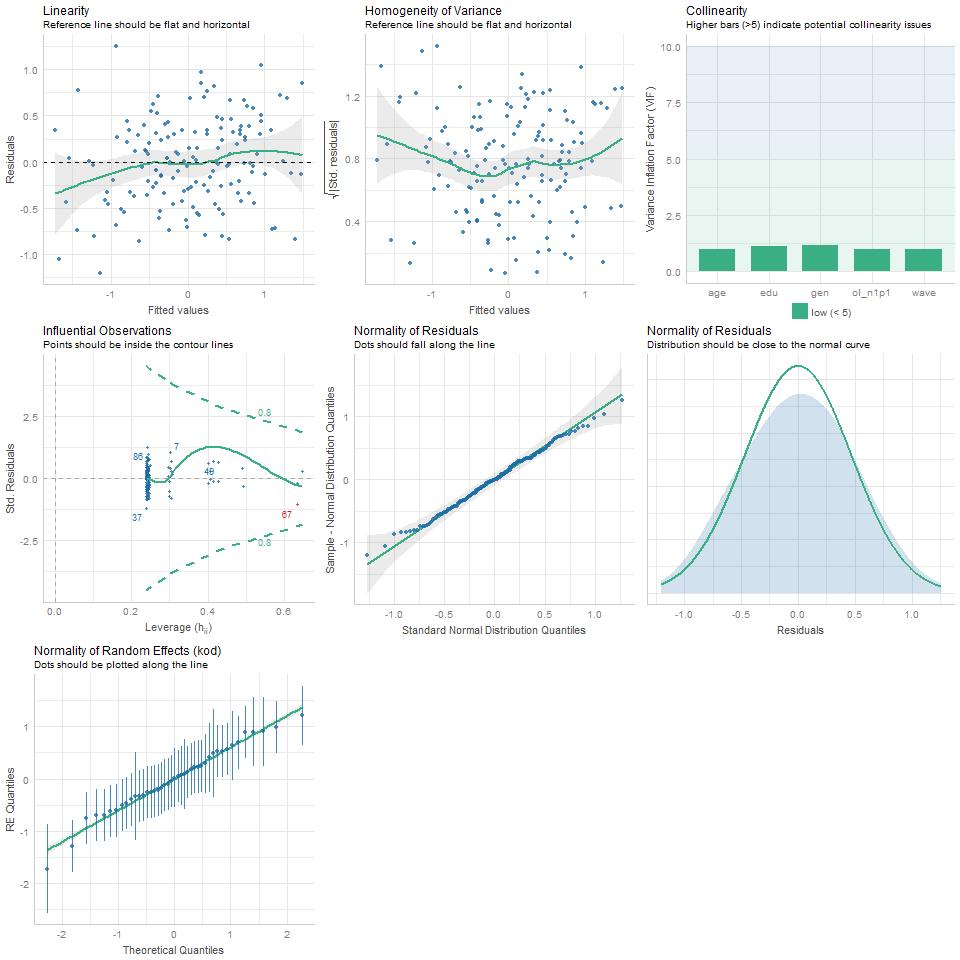 Linearity
Reference line should be flat and horizontal
Residuals
1.0
0.5
0.0
-0.5
-1.0
-1
0
1
Fitted values
Homogeneity of Variance
Reference line should be flat and horizontal
√|Std. residuals|
1.2
0.8
0.4
-1
0
1
Fitted values
Collinearity
Higher bars (>5) indicate potential collinearity issues
Variance Inflation Factor (VIF)
10.0
7.5
5.0
2.5
0.0
age
edu
gen
ol_n1p1
wave
low (< 5)
Influential Observations
Points should be inside the contour lines
Std. Residuals
2.5
0.0
-2.5
0.8
86
7
49
37
67
0.8
0.0
0.2
0.4
0.6
Leverage (hii)
Normality of Residuals
Dots should fall along the line
Sample - Normal Distribution Quantiles
1
0
-1
-1.0
-0.5
0.0
0.5
1.0
Standard Normal Distribution Quantiles
Normality of Residuals
Distribution should be close to the normal curve
-1.0
-0.5
0.0
0.5
1.0
Residuals
Normality of Random Effects (kod)
Dots should be plotted along the line
RE Quantiles
1
0
-1
-2
-2
-1
0
1
2
Theoretical Quantiles